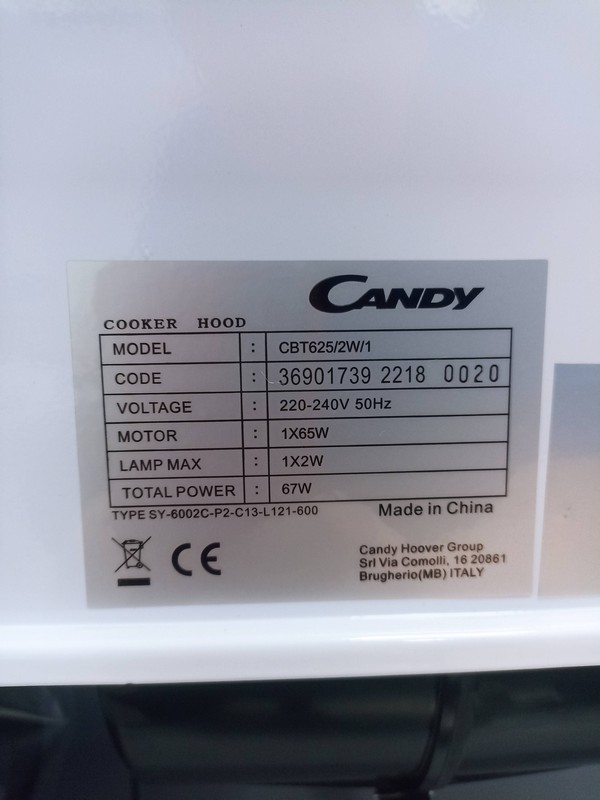 CANDY
COOKER HOOD
MODEL : CBT625/2W/1
CODE : 36901739 2218 0020
VOLTAGE : 220-240V 50Hz
MOTOR : 1X65W
LAMP MAX : 1X2W
TOTAL POWER : 67W
TYPE SY-6002C-P2-C13-L121-600
Made in China
CE
Candy Hoover Group
Srl Via Comolli, 16 20861
Brugherio(MB) ITALY